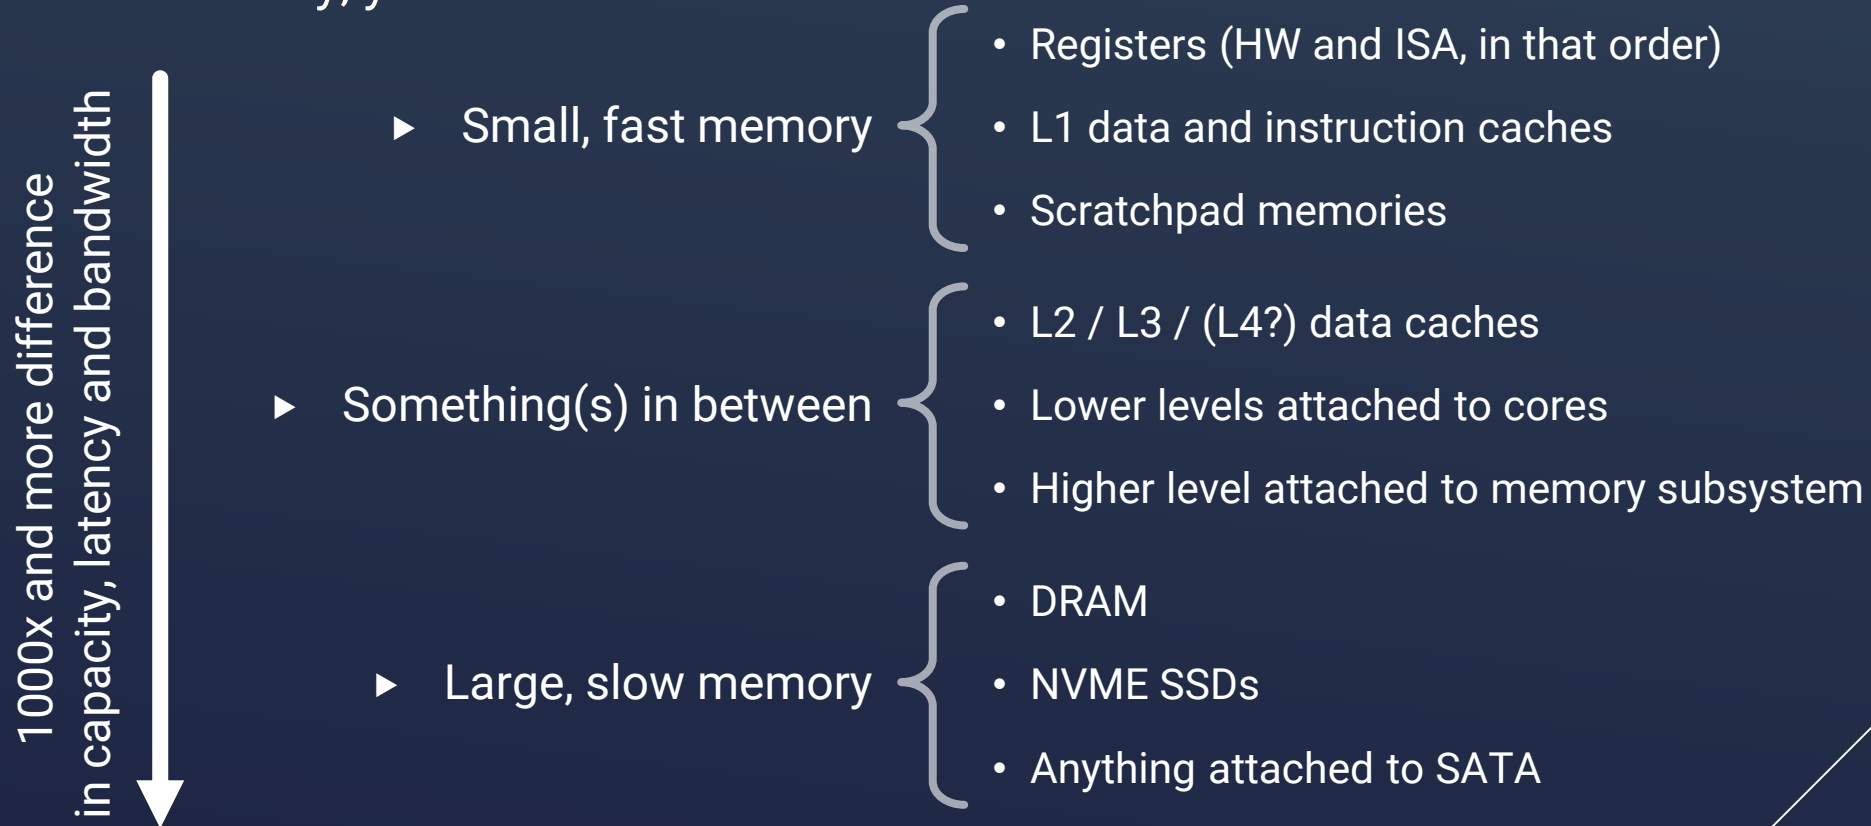 1000x and more difference
in capacity, latency and bandwidth
▶ Small, fast memory
• Registers (HW and ISA, in that order)
• L1 data and instruction caches
• Scratchpad memories
▶ Something(s) in between
• L2 / L3 / (L4?) data caches
• Lower levels attached to cores
• Higher level attached to memory subsystem
▶ Large, slow memory
• DRAM
• NVME SSDs
• Anything attached to SATA